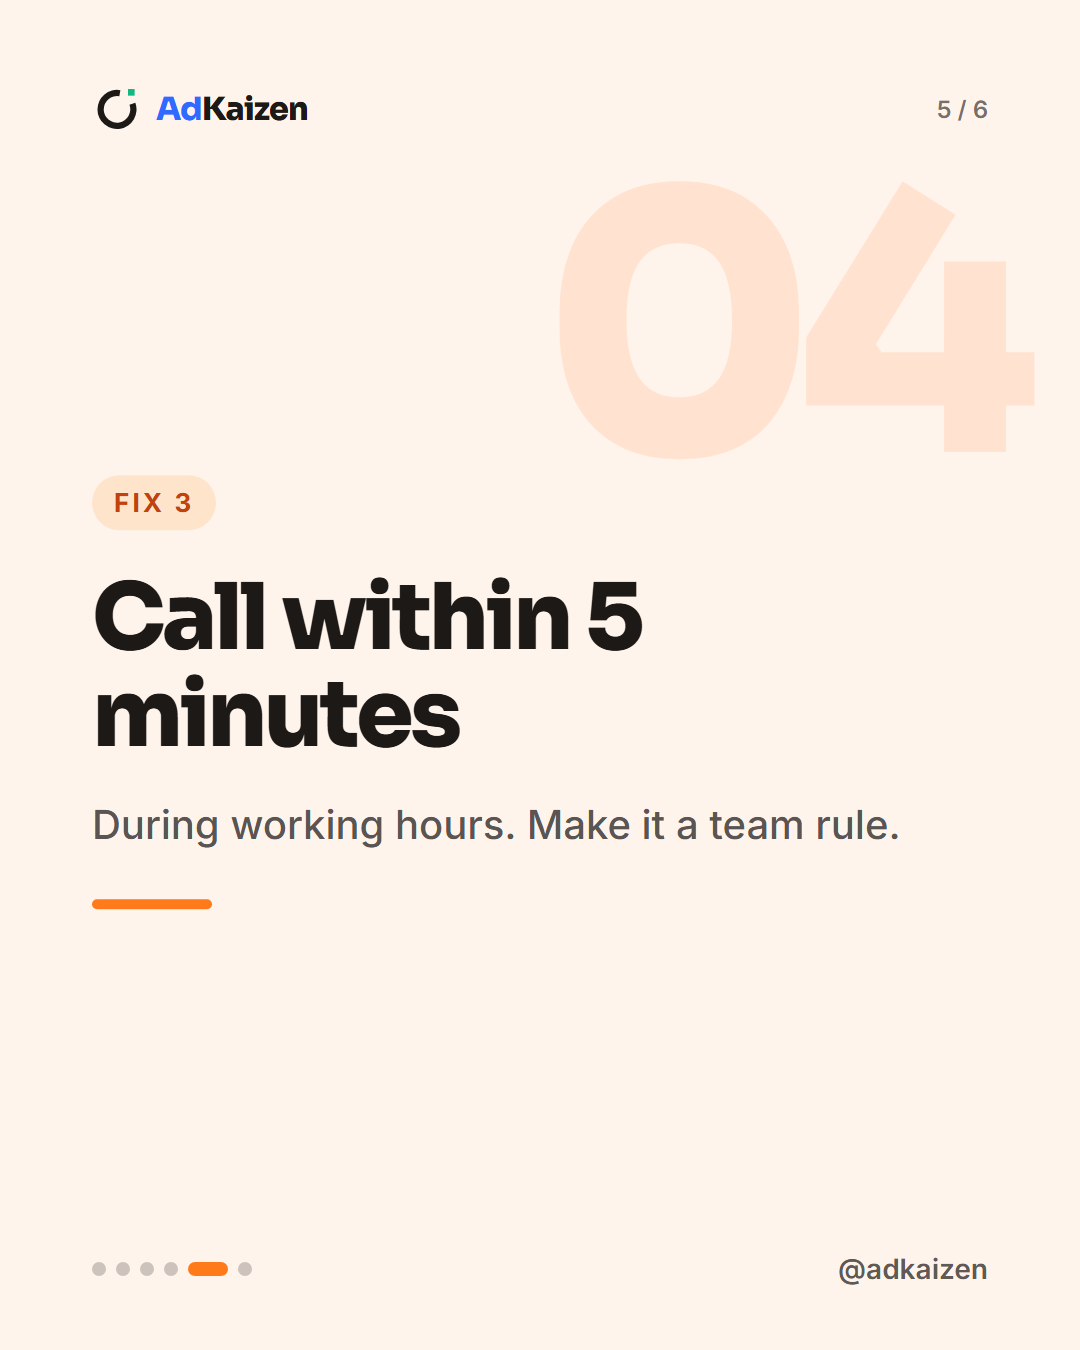 AdKaizen
5 / 6
04
FIX 3
Call within 5
minutes
During working hours. Make it a team rule.
@adkaizen